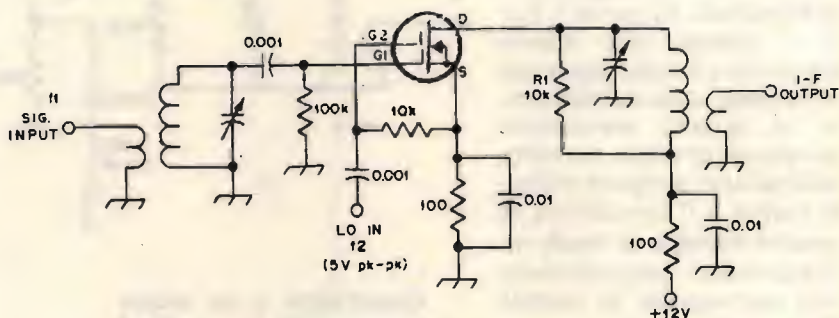 f1
SIG.
INPUT
0.001
100k
G2
G1
D
S
10k
0.001
LO IN
f2
(5V pk-pk)
100
0.01
R1
10k
I-F
OUTPUT
0.01
100
+12V